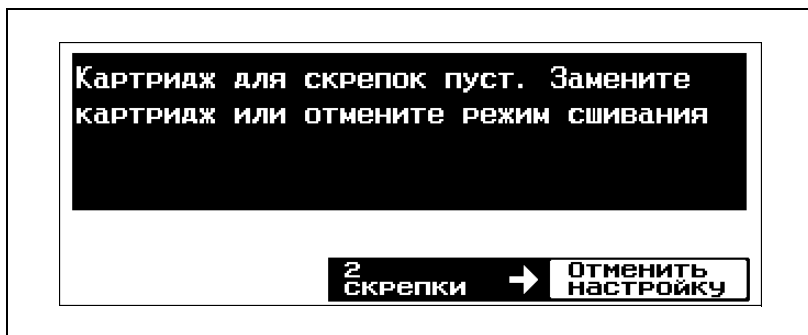 Картридж для скрепок пуст. Замените
картридж или отмените режим сшивания
2
скрепки → Отменить
настройку